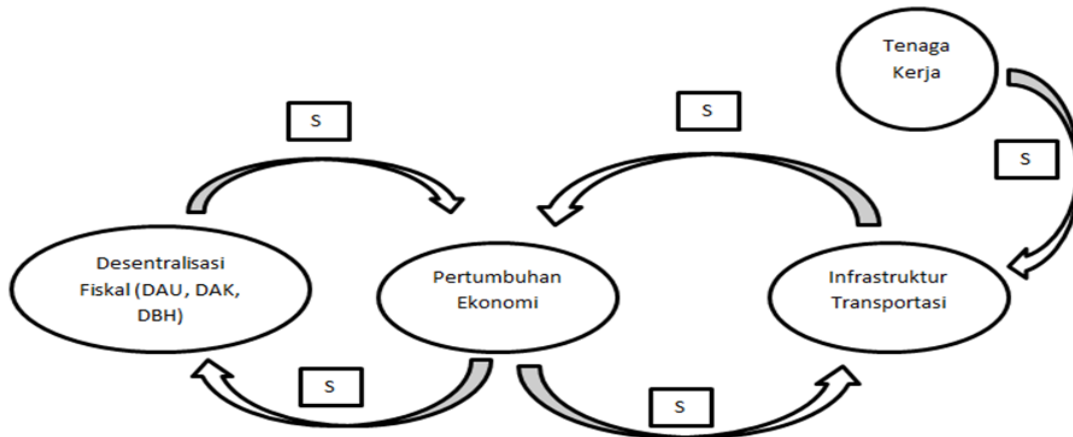 Tenaga
Kerja
S
S
S
Desentralisasi
Fiskal (DAU, DAK,
DBH)
Pertumbuhan
Ekonomi
Infrastruktur
Transportasi
S
S